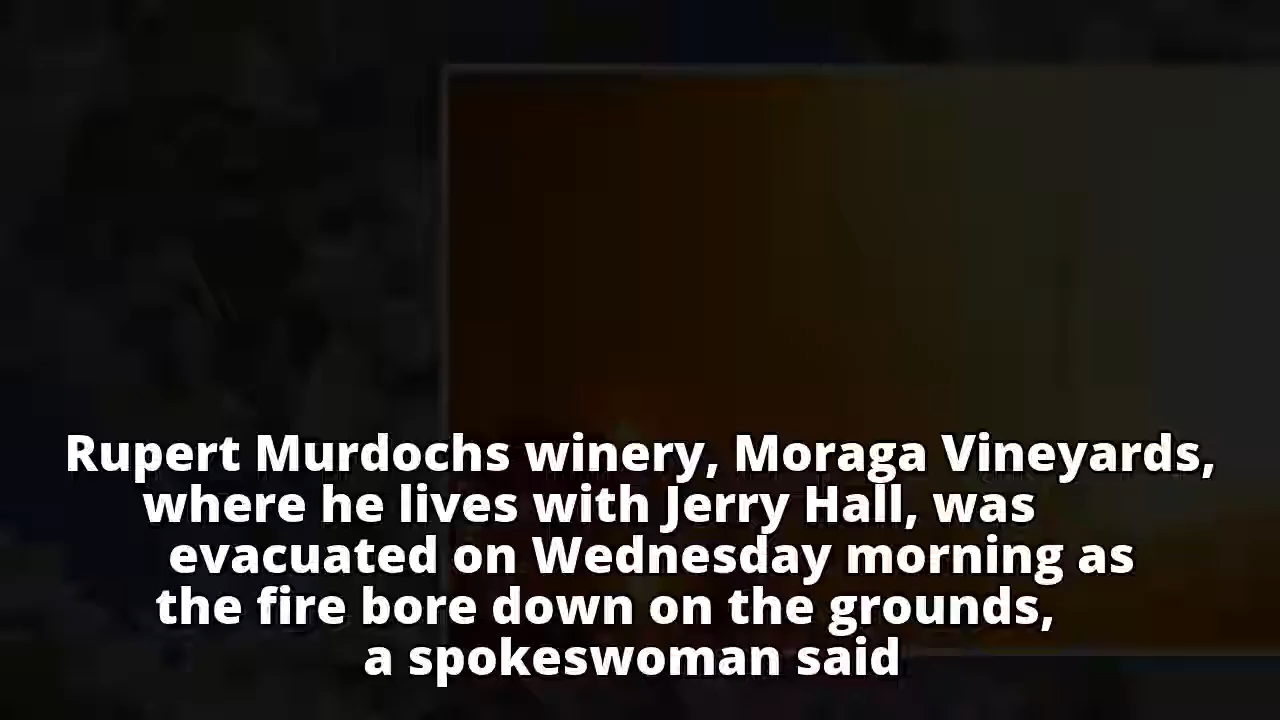 Rupert Murdochs winery, Moraga Vineyards,
where he lives with Jerry Hall, was
evacuated on Wednesday morning as
the fire bore down on the grounds,
a spokeswoman said